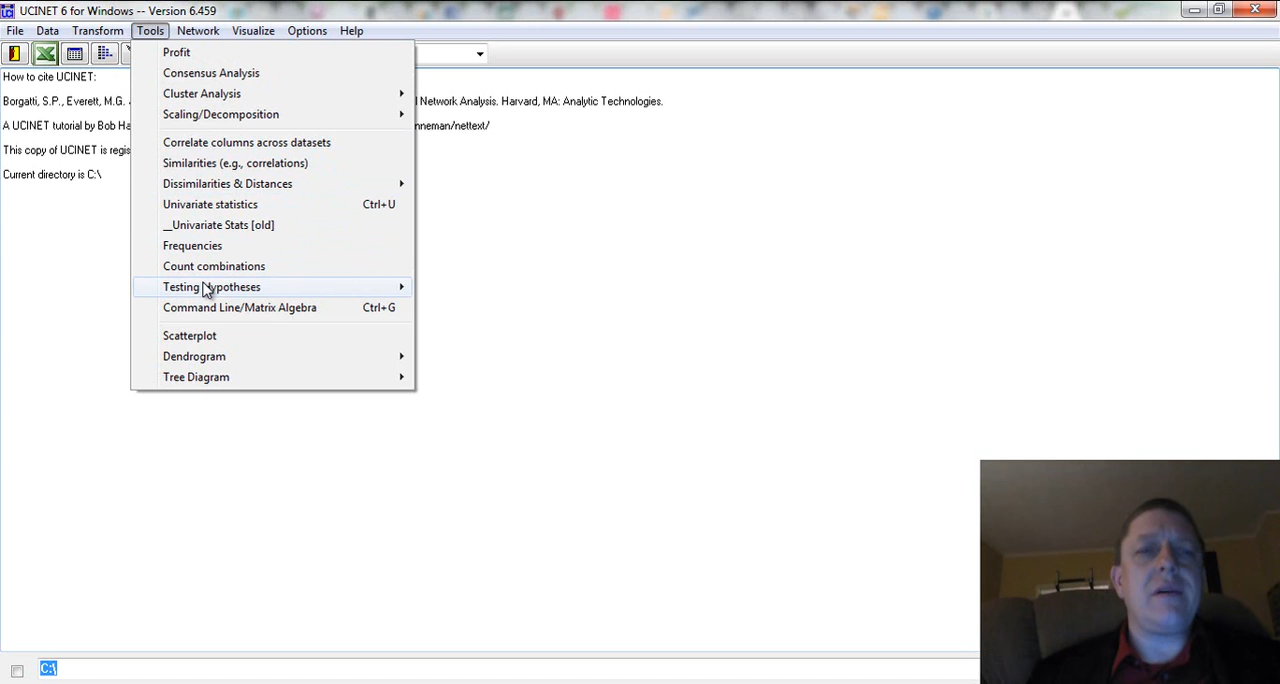 UCINET 6 for Windows -- Version 6.459
File Data Transform Tools Network Visualize Options Help
Profit
How to cite UCINET:
Consensus Analysis
Cluster Analysis
Borgatti, S.P., Everett, M.G. Network Analysis. Harvard, MA: Analytic Technologies.
Scaling/Decomposition
A UCINET tutorial by Bob Ha nneman/nettext/
Correlate columns across datasets
This copy of UCINET is regis
Similarities (e.g., correlations)
Current directory is C:\
Dissimilarities & Distances
Univariate statistics Ctrl+U
__Univariate Stats [old]
Frequencies
Count combinations
Testing Hypotheses
Command Line/Matrix Algebra Ctrl+G
Scatterplot
Dendrogram
Tree Diagram
C:\